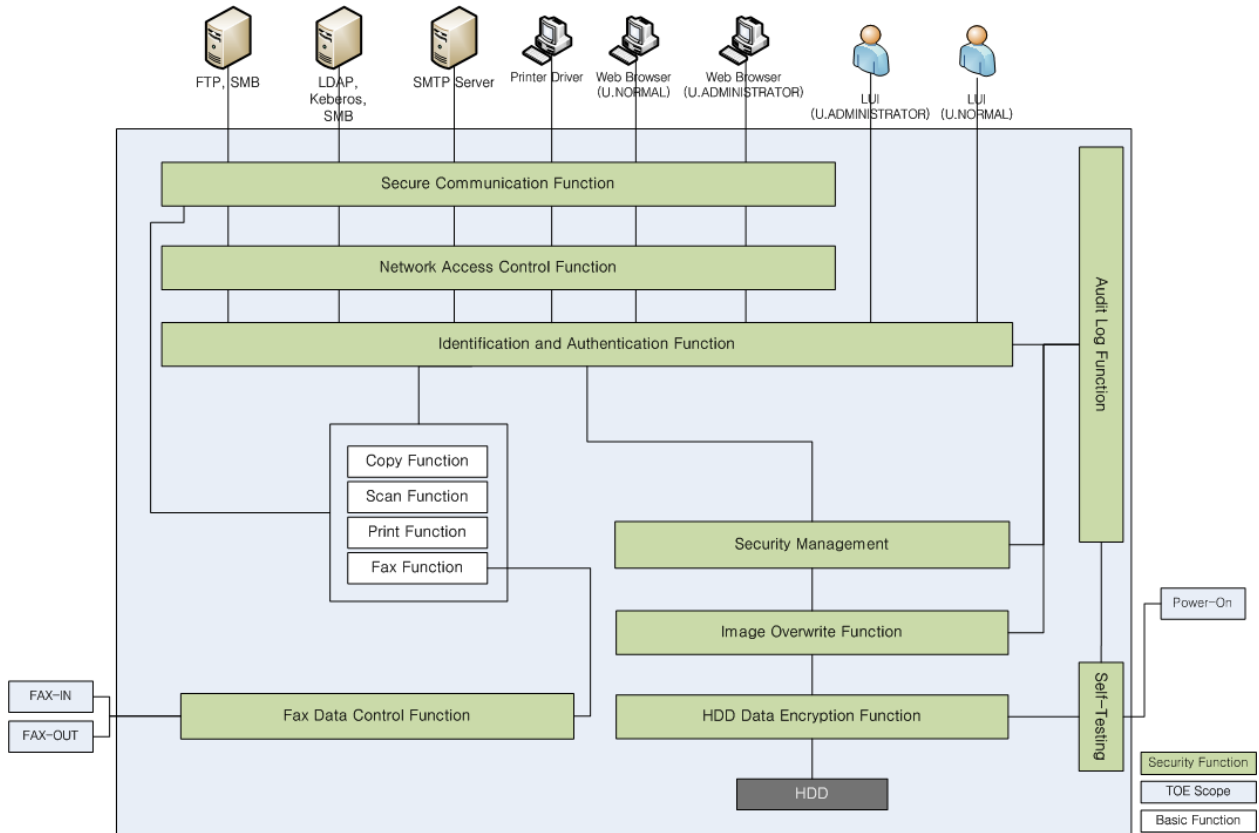 FTP, SMB
LDAP,
Keberos,
SMB
SMTP Server
Printer Driver
Web Browser
(U.NORMAL)
Web Browser
(U.ADMINISTRATOR)
LUI
(U.ADMINISTRATOR)
LUI
(U.NORMAL)
Secure Communication Function
Network Access Control Function
Identification and Authentication Function
Audit Log Function
Copy Function
Scan Function
Print Function
Fax Function
Security Management
Image Overwrite Function
Power-On
FAX-IN
FAX-OUT
Fax Data Control Function
HDD Data Encryption Function
Self-Testing
HDD
Security Function
TOE Scope
Basic Function